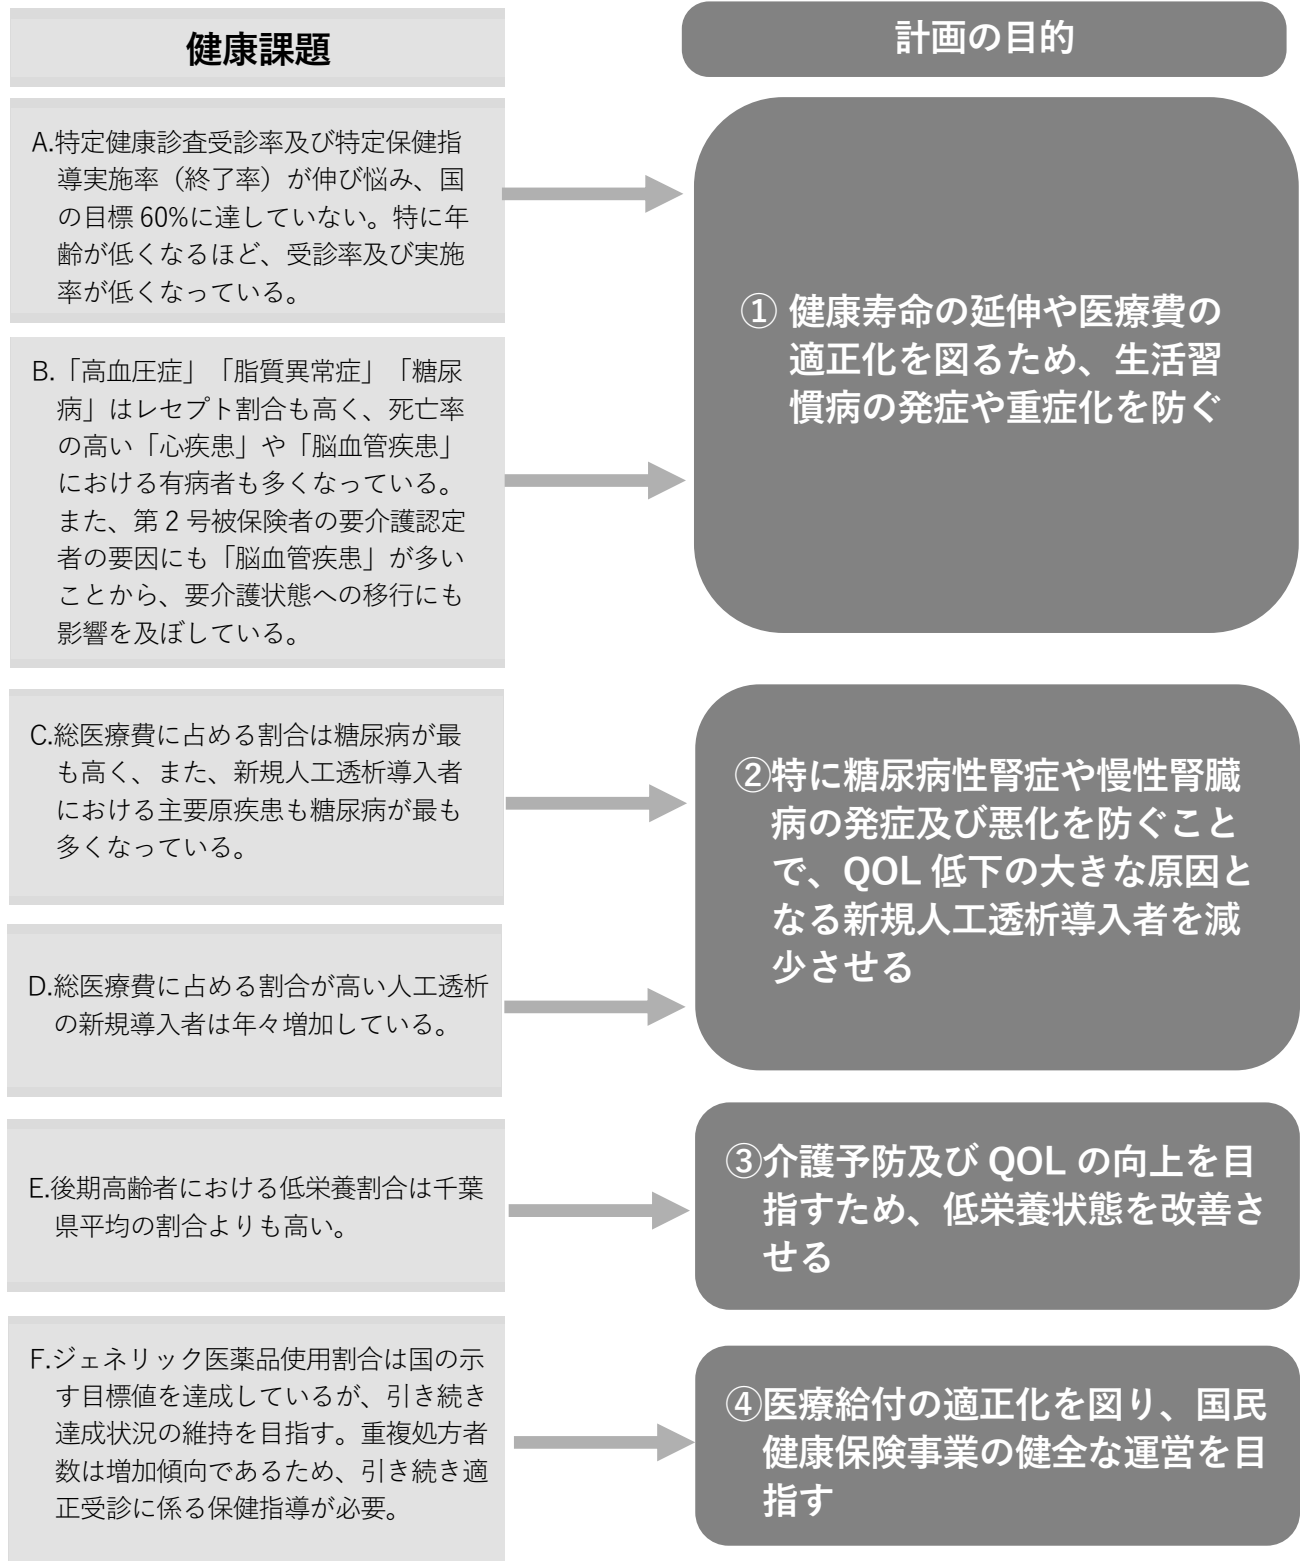 健康課題
計画の目的
A.特定健康診査受診率及び特定保健指
導実施率（終了率）が伸び悩み、国
の目標 60%に達していない。特に年
齢が低くなるほど、受診率及び実施
率が低くなっている。
B.「高血圧症」「脂質異常症」「糖尿
病」はレセプト割合も高く、死亡率
の高い「心疾患」や「脳血管疾患」
における有病者も多くなっている。
また、第 2 号被保険者の要介護認定
者の要因にも「脳血管疾患」が多い
ことから、要介護状態への移行にも
影響を及ぼしている。
① 健康寿命の延伸や医療費の
適正化を図るため、生活習
慣病の発症や重症化を防ぐ
C.総医療費に占める割合は糖尿病が最
も高く、また、新規人工透析導入者
における主要原疾患も糖尿病が最も
多くなっている。
D.総医療費に占める割合が高い人工透析
の新規導入者は年々増加している。
②特に糖尿病性腎症や慢性腎臓
病の発症及び悪化を防ぐこと
で、QOL 低下の大きな原因と
なる新規人工透析導入者を減
少させる
E.後期高齢者における低栄養割合は千葉
県平均の割合よりも高い。
③介護予防及び QOL の向上を目
指すため、低栄養状態を改善さ
せる
F.ジェネリック医薬品使用割合は国の示
す目標値を達成しているが、引き続き
達成状況の維持を目指す。重複処方者
数は増加傾向であるため、引き続き適
正受診に係る保健指導が必要。
④医療給付の適正化を図り、国民
健康保険事業の健全な運営を目
指す